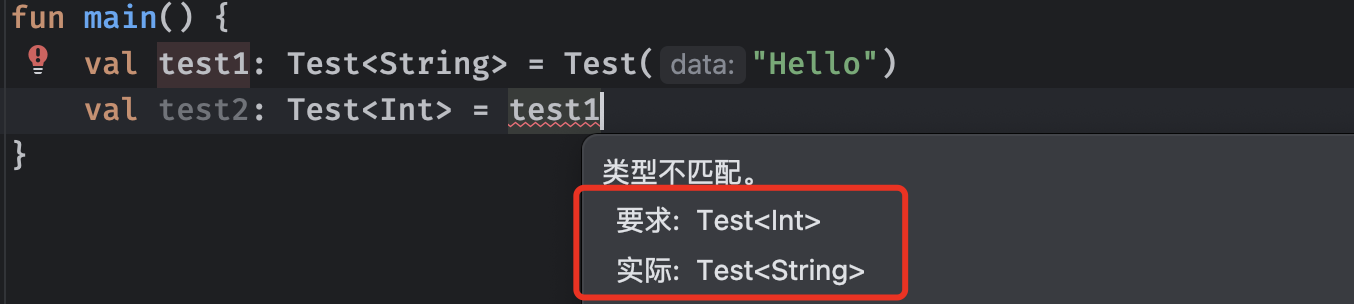 fun main() {
val test1: Test<String> = Test( data: "Hello")
val test2: Test<Int> = test1
}
类型不匹配。
要求: Test<Int>
实际: Test<String>